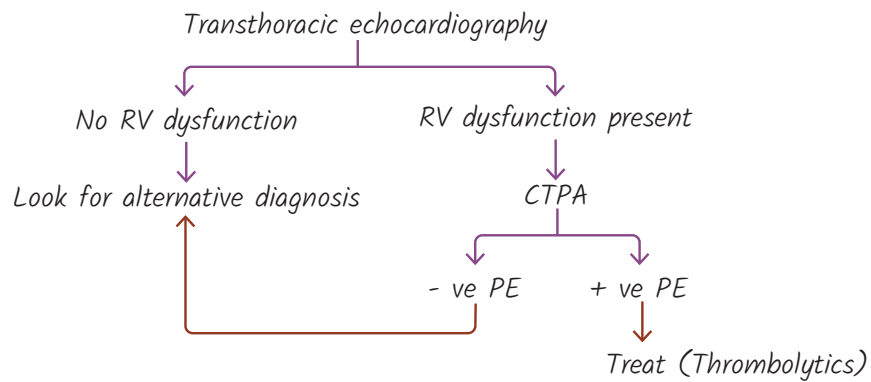 Transthoracic echocardiography
No RV dysfunction
RV dysfunction present
Look for alternative diagnosis
CTPA
- ve PE
+ ve PE
Treat (Thrombolytics)